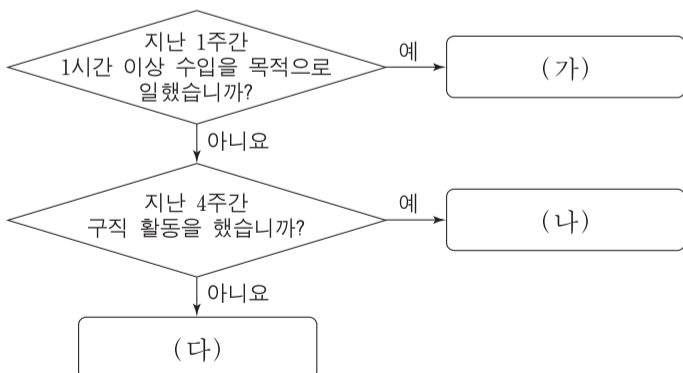 지난 1주간
1시간 이상 수입을 목적으로
일했습니까?
예
(가)
아니요
지난 4주간
구직 활동을 했습니까?
예
(나)
아니요
(다)